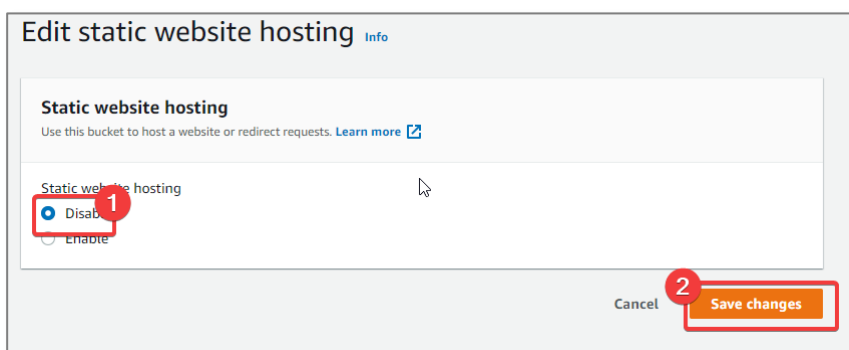 Edit static website hosting Info
Static website hosting
Use this bucket to host a website or redirect requests. Learn more
Static website hosting
1
Disab
Enable
2
Cancel Save changes